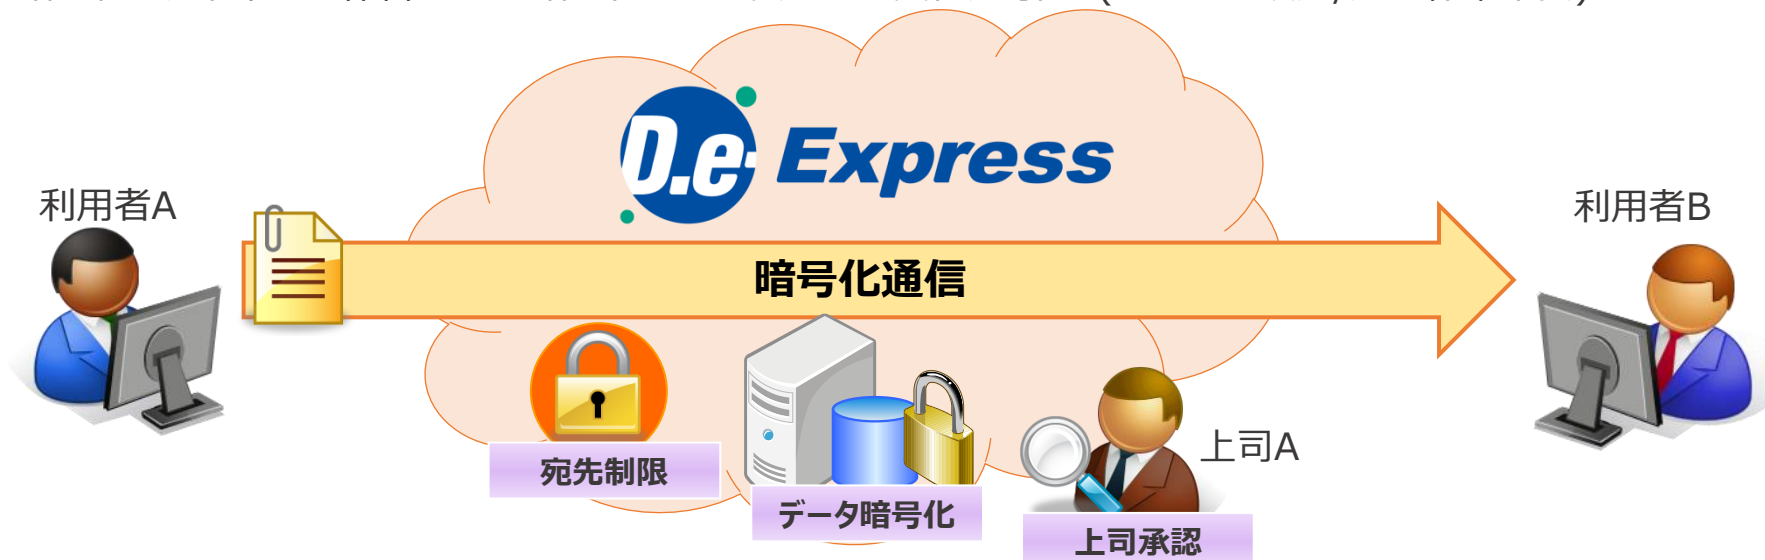 D.e Express
利用者A
利用者B
暗号化通信
宛先制限
データ暗号化
上司A
上司承認